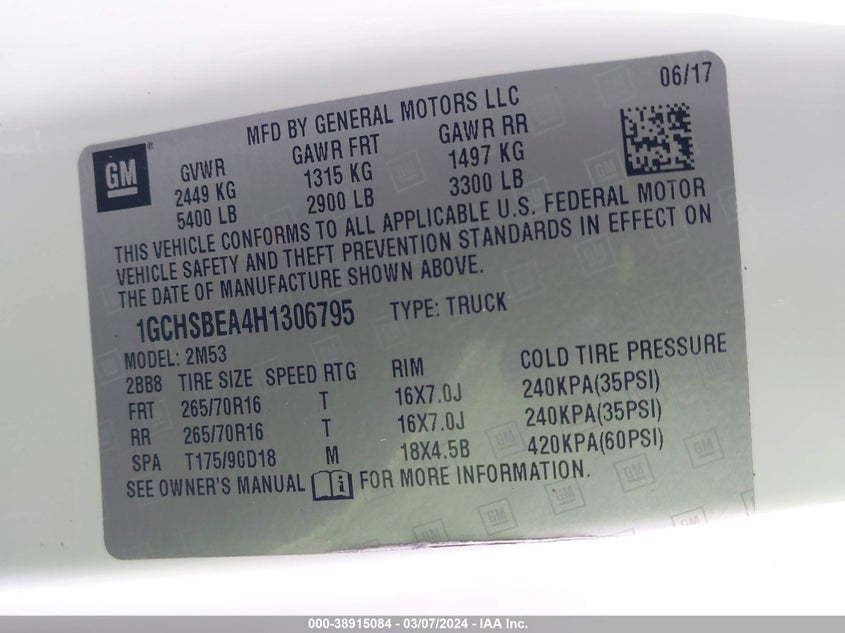 06/17
MFD BY GENERAL MOTORS LLC
GM ®
GVWR GAWR FRT GAWR RR
2449 KG 1315 KG 1497 KG
5400 LB 2900 LB 3300 LB
THIS VEHICLE CONFORMS TO ALL APPLICABLE U.S. FEDERAL MOTOR
VEHICLE SAFETY AND THEFT PREVENTION STANDARDS IN EFFECT ON
THE DATE OF MANUFACTURE SHOWN ABOVE.
1GCHSBEA4H1306795 TYPE: TRUCK
MODEL: 2M53
2BB8 TIRE SIZE SPEED RTG RIM COLD TIRE PRESSURE
FRT 265/70R16 T 16X7.0J 240KPA(35PSI)
RR 265/70R16 T 16X7.0J 240KPA(35PSI)
SPA T175/90D18 M 18X4.5B 420KPA(60PSI)
SEE OWNER'S MANUAL i FOR MORE INFORMATION.
000-38915084 - 03/07/2024 - IAA Inc.